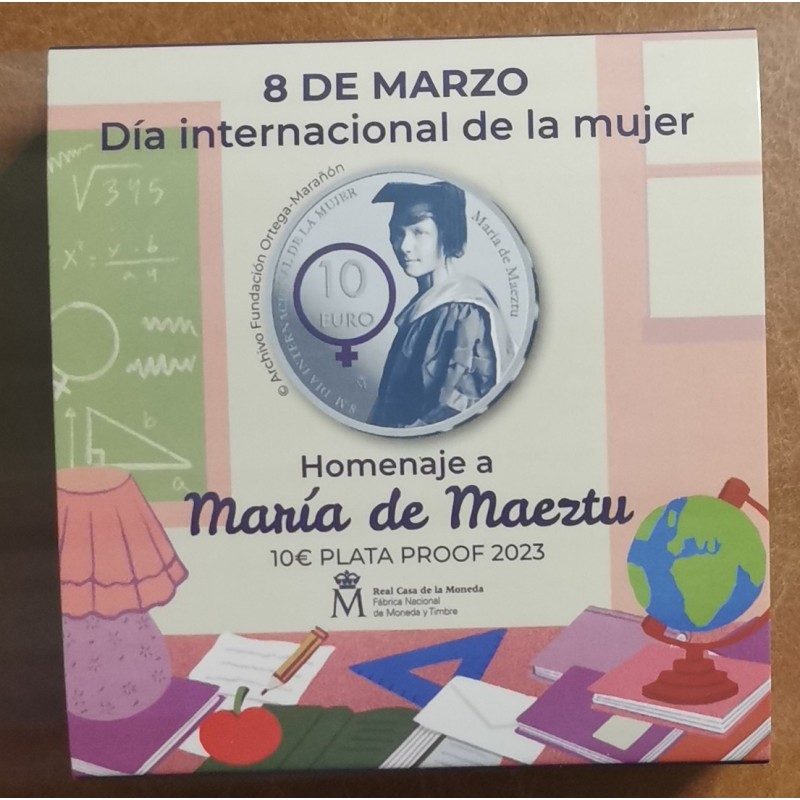 8 DE MARZO
Día internacional de la mujer
© Archivo Fundación Ortega-Marañón
8M DÍA INTERNACIONAL DE LA MUJER
María de Maeztu
10
EURO
√345
Homenaje a
María de Maeztu
10€ PLATA PROOF 2023
M
Real Casa de la Moneda
Fábrica Nacional
de Moneda y Timbre
b
a